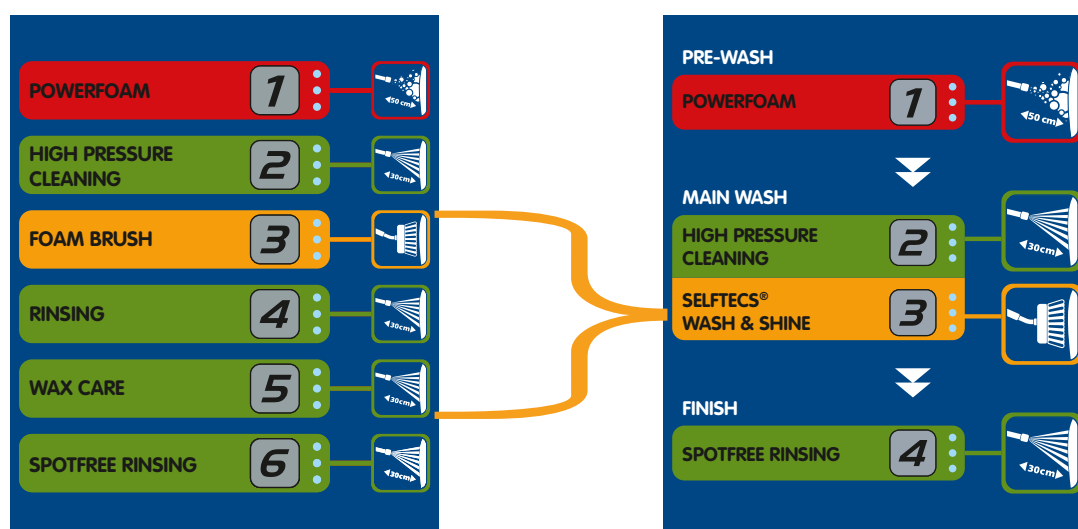 POWERFOAM 1
50 cm
HIGH PRESSURE
CLEANING
2
30cm
FOAM BRUSH 3
RINSING 4
30cm
WAX CARE 5
30cm
SPOTFREE RINSING 6
30cm
PRE-WASH
POWERFOAM 1
50 cm
MAIN WASH
HIGH PRESSURE
CLEANING
2
30cm
SELFTECS®
WASH & SHINE
3
FINISH
SPOTFREE RINSING 4
30cm